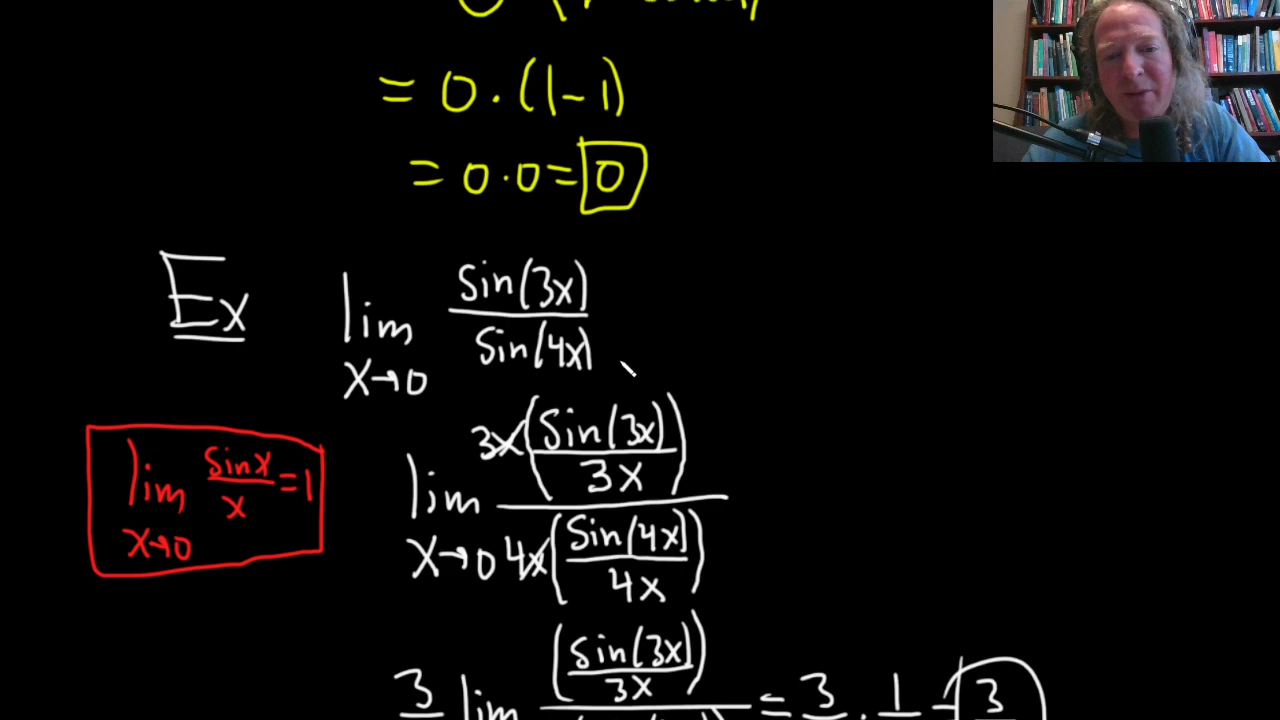 = 0 · (1 - 1)
= 0 · 0 = 0
Ex lim x→0 sin(3x) / sin(4x)
lim x→0 sin x / x = 1
lim x→0 3x (sin(3x) / 3x) / 4x (sin(4x) / 4x)
3 lim (sin(3x) / 3x) = 3 · 1 = 3